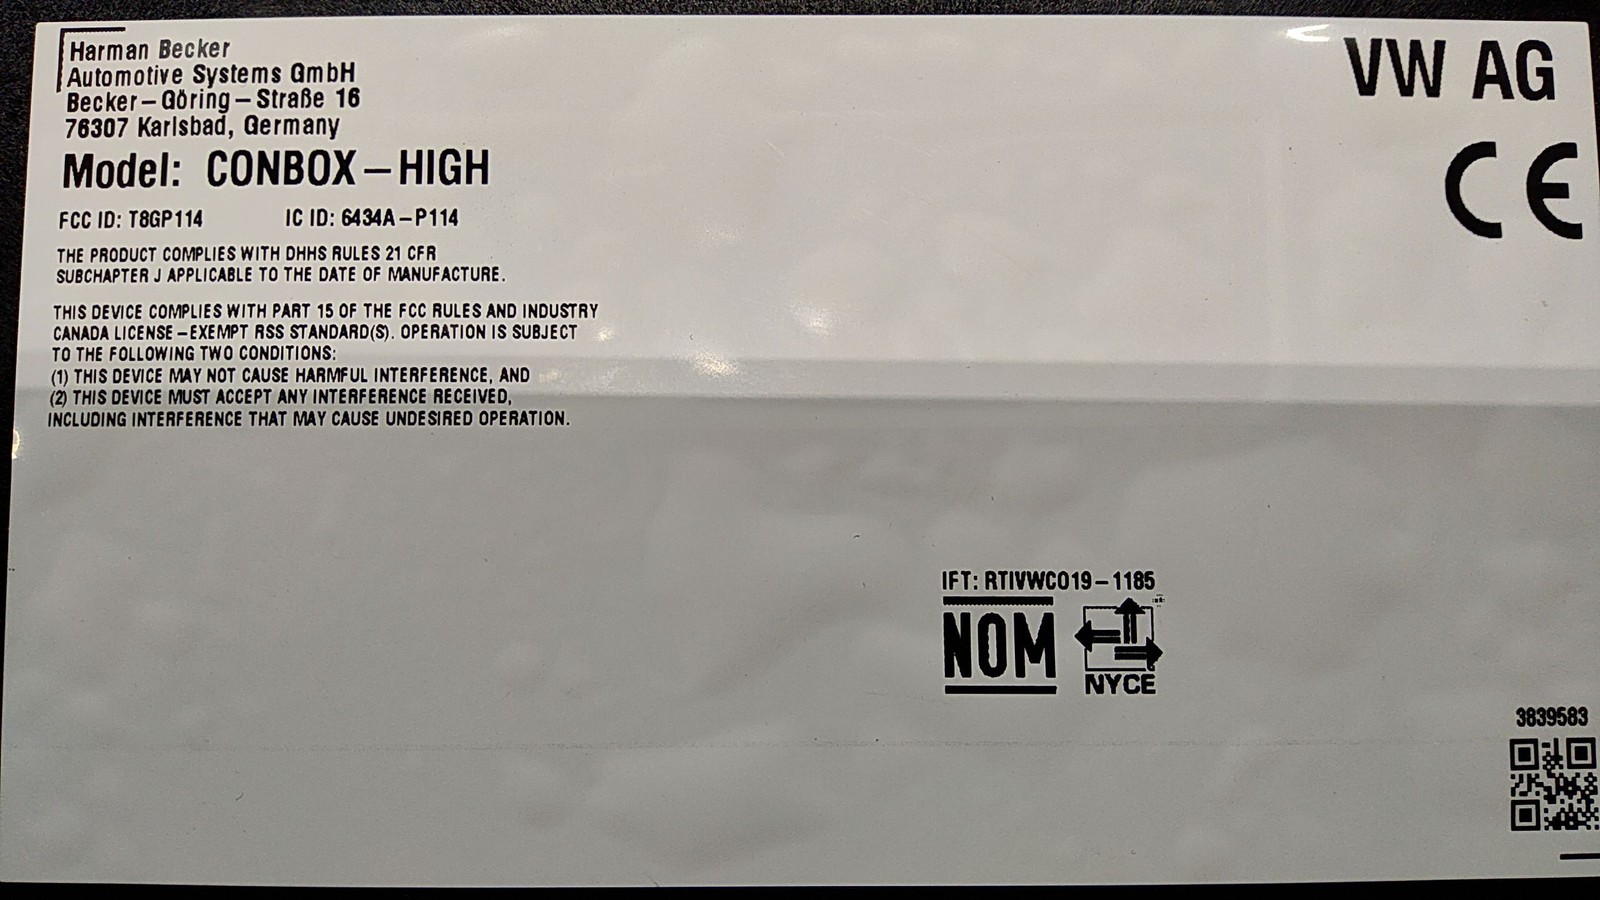 Harman Becker
Automotive Systems GmbH
Becker-Göring-Straße 16
76307 Karlsbad, Germany
Model: CONBOX-HIGH
FCC ID: T8GP114 IC ID: 6434A-P114
THE PRODUCT COMPLIES WITH DHHS RULES 21 CFR
SUBCHAPTER J APPLICABLE TO THE DATE OF MANUFACTURE.
THIS DEVICE COMPLIES WITH PART 15 OF THE FCC RULES AND INDUSTRY
CANADA LICENSE-EXEMPT RSS STANDARD(S). OPERATION IS SUBJECT
TO THE FOLLOWING TWO CONDITIONS:
(1) THIS DEVICE MAY NOT CAUSE HARMFUL INTERFERENCE, AND
(2) THIS DEVICE MUST ACCEPT ANY INTERFERENCE RECEIVED,
INCLUDING INTERFERENCE THAT MAY CAUSE UNDESIRED OPERATION.
VW AG
CE
IFT: RTIVWCO19-1185
NOM
NYCE
3839583